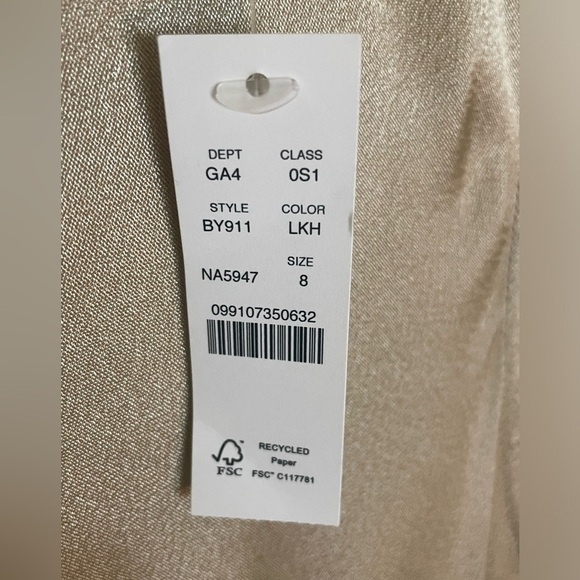 DEPT CLASS
GA4 0S1
STYLE COLOR
BY911 LKH
SIZE
NA5947 8
099107350632
RECYCLED
Paper
FSC™ C117781
FSC